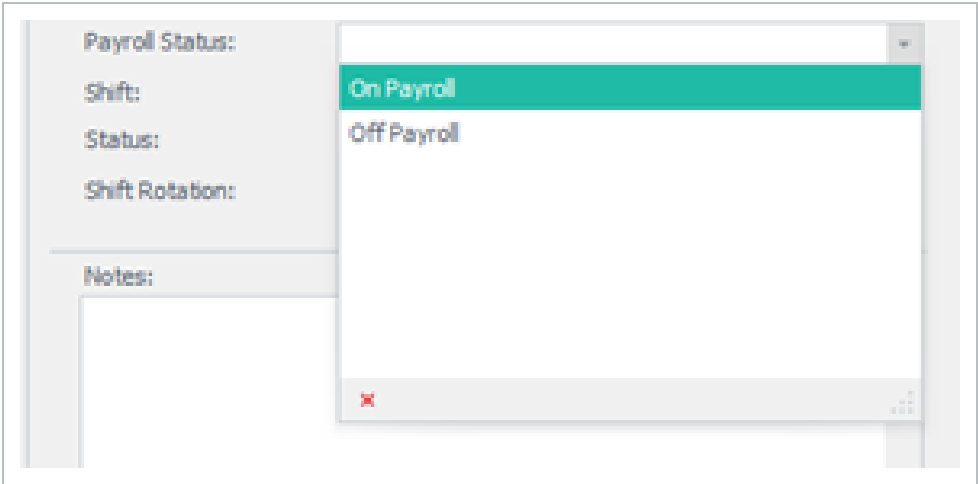 Payroll Status:
On Payroll
Shift:
Off Payroll
Status:
Shift Rotation:
Notes: